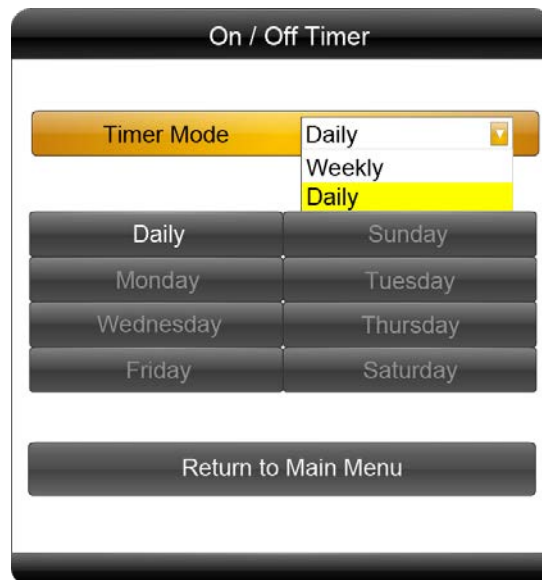 On / Off Timer
Timer Mode Daily
Weekly
Daily
Daily Sunday
Monday Tuesday
Wednesday Thursday
Friday Saturday
Return to Main Menu